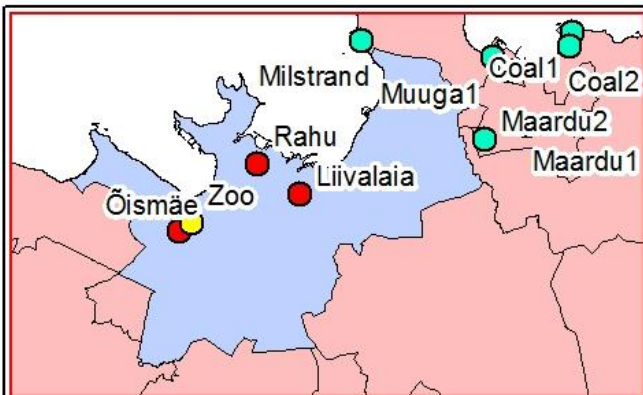 Milstrand
Muuga1
Coal1
Coal2
Maardu2
Maardu1
Rahu
Liivalaia
Zoo
Õismäe